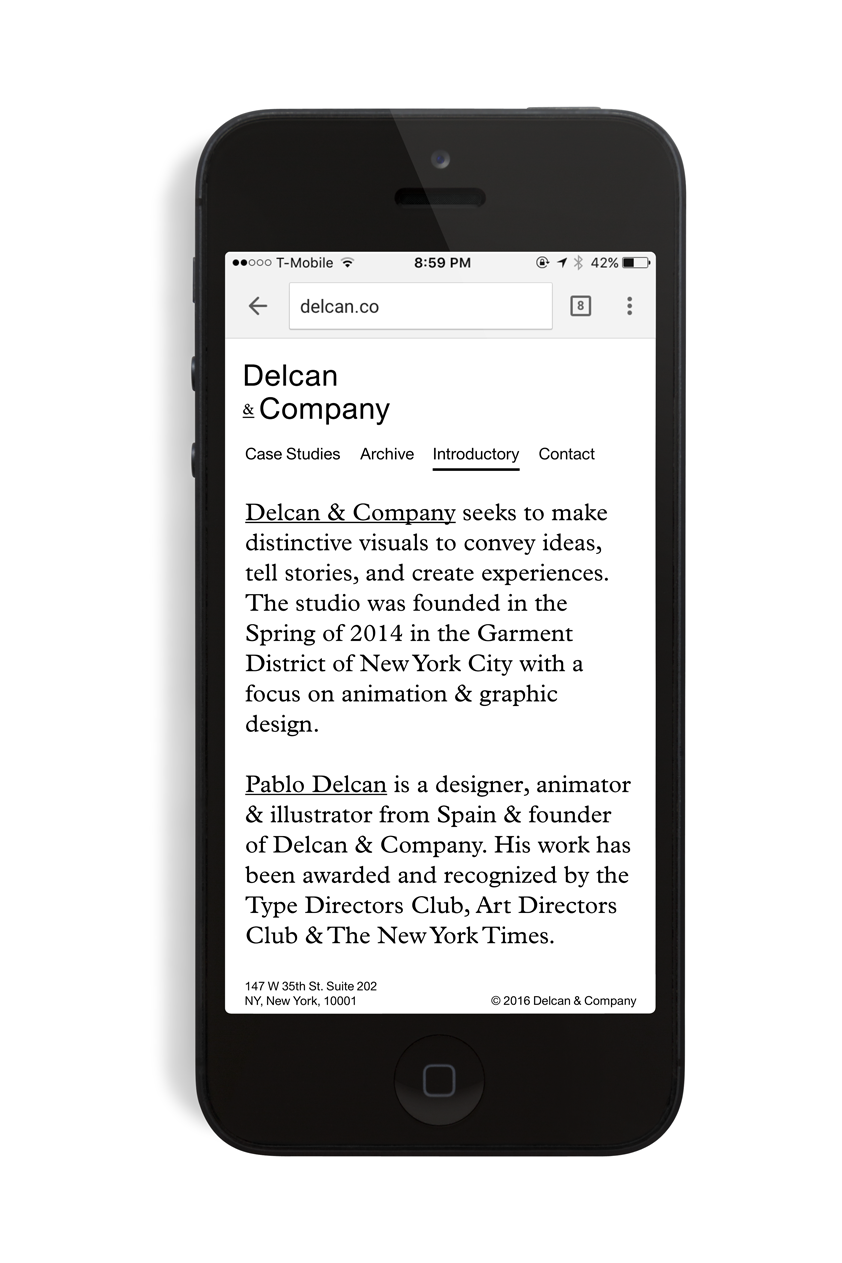 T-Mobile 8:59 PM 42%
delcan.co 8
Delcan
& Company
Case Studies Archive Introductory Contact
Delcan & Company seeks to make
distinctive visuals to convey ideas,
tell stories, and create experiences.
The studio was founded in the
Spring of 2014 in the Garment
District of New York City with a
focus on animation & graphic
design.
Pablo Delcan is a designer, animator
& illustrator from Spain & founder
of Delcan & Company. His work has
been awarded and recognized by the
Type Directors Club, Art Directors
Club & The New York Times.
147 W 35th St. Suite 202
NY, New York, 10001 © 2016 Delcan & Company